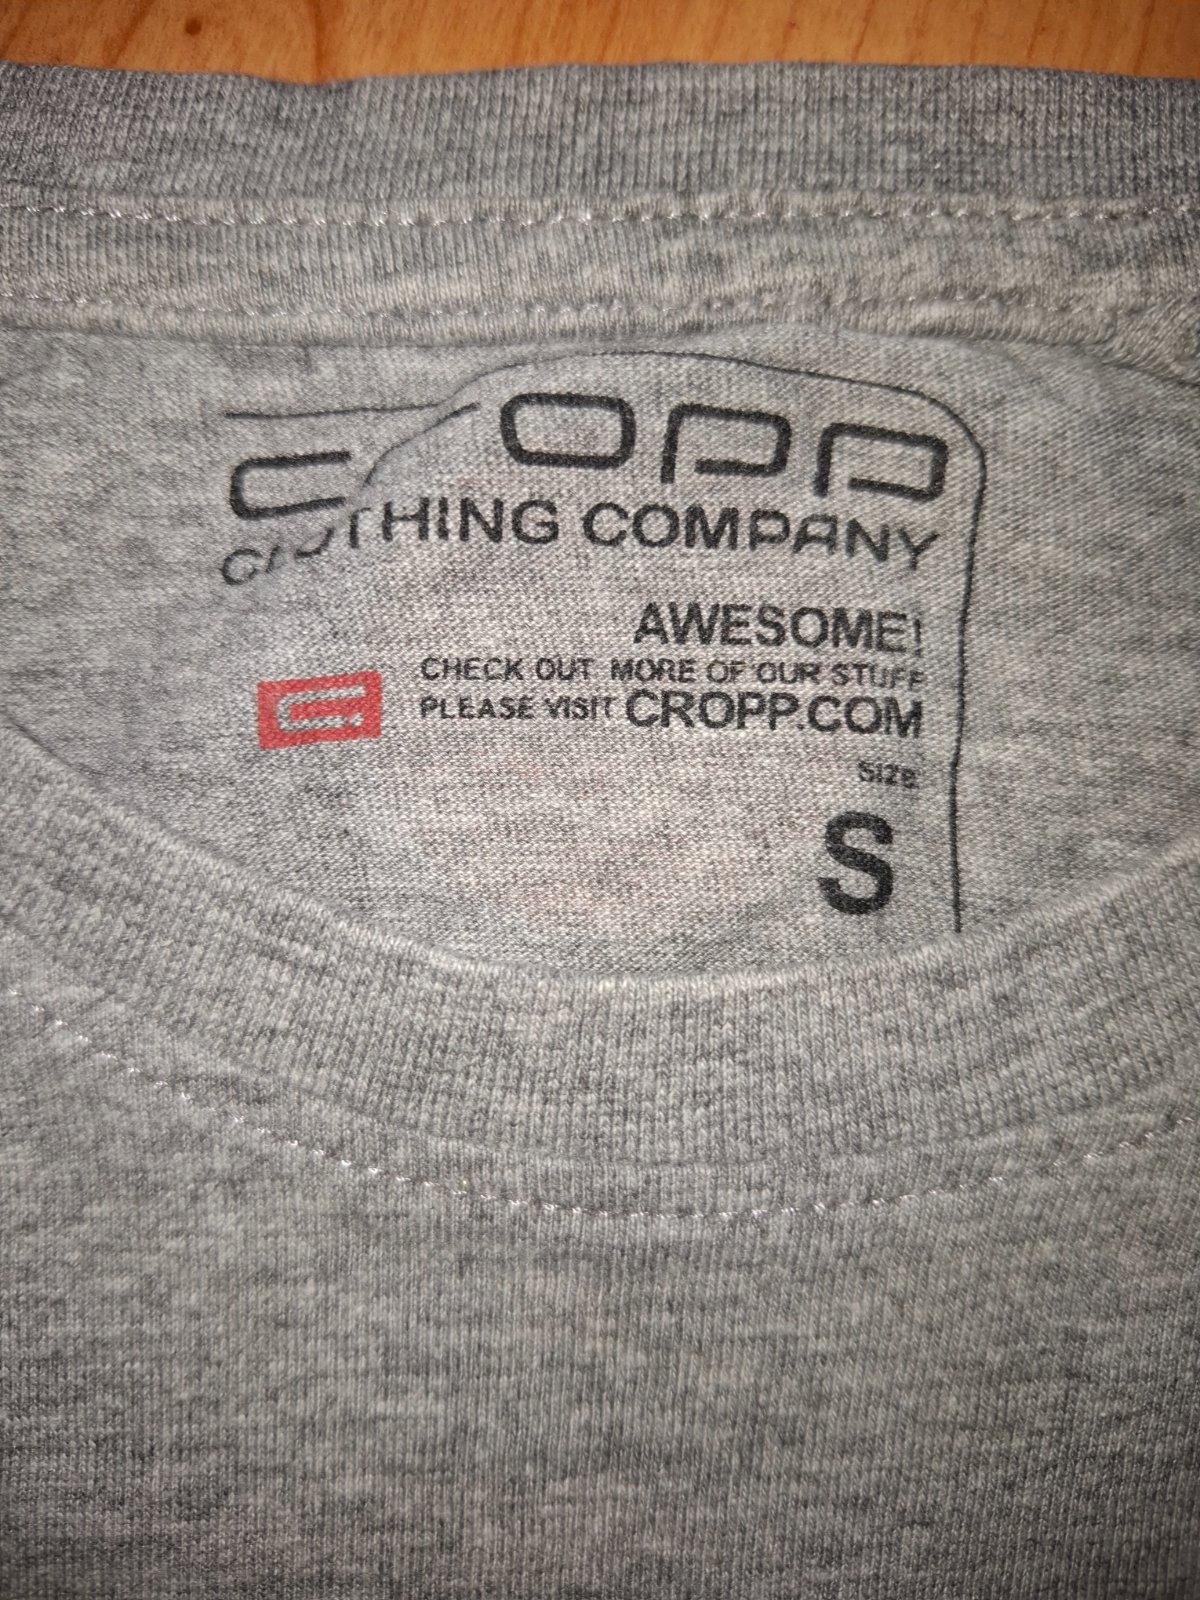 cropp
CLOTHING COMPANY
AWESOME!
CHECK OUT MORE OF OUR STUFF
PLEASE VISIT CROPP.COM
SIZE
S